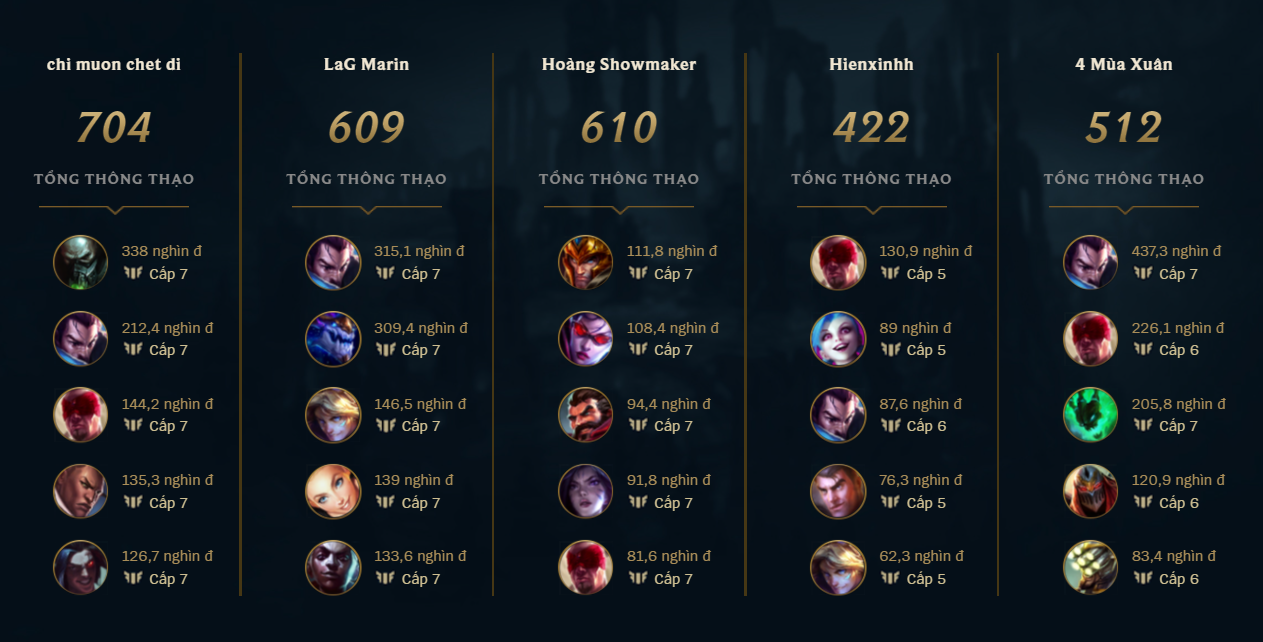 chi muon chet di
704
TỔNG THÔNG THẠO
338 nghìn đ
Cấp 7
212,4 nghìn đ
Cấp 7
144,2 nghìn đ
Cấp 7
135,3 nghìn đ
Cấp 7
126,7 nghìn đ
Cấp 7
LaG Marin
609
TỔNG THÔNG THẠO
315,1 nghìn đ
Cấp 7
309,4 nghìn đ
Cấp 7
146,5 nghìn đ
Cấp 7
139 nghìn đ
Cấp 7
133,6 nghìn đ
Cấp 7
Hoàng Showmaker
610
TỔNG THÔNG THẠO
111,8 nghìn đ
Cấp 7
108,4 nghìn đ
Cấp 7
94,4 nghìn đ
Cấp 7
91,8 nghìn đ
Cấp 7
81,6 nghìn đ
Cấp 7
Hienxinhh
422
TỔNG THÔNG THẠO
130,9 nghìn đ
Cấp 5
89 nghìn đ
Cấp 5
87,6 nghìn đ
Cấp 6
76,3 nghìn đ
Cấp 5
62,3 nghìn đ
Cấp 5
4 Mùa Xuân
512
TỔNG THÔNG THẠO
437,3 nghìn đ
Cấp 7
226,1 nghìn đ
Cấp 6
205,8 nghìn đ
Cấp 7
120,9 nghìn đ
Cấp 6
83,4 nghìn đ
Cấp 6